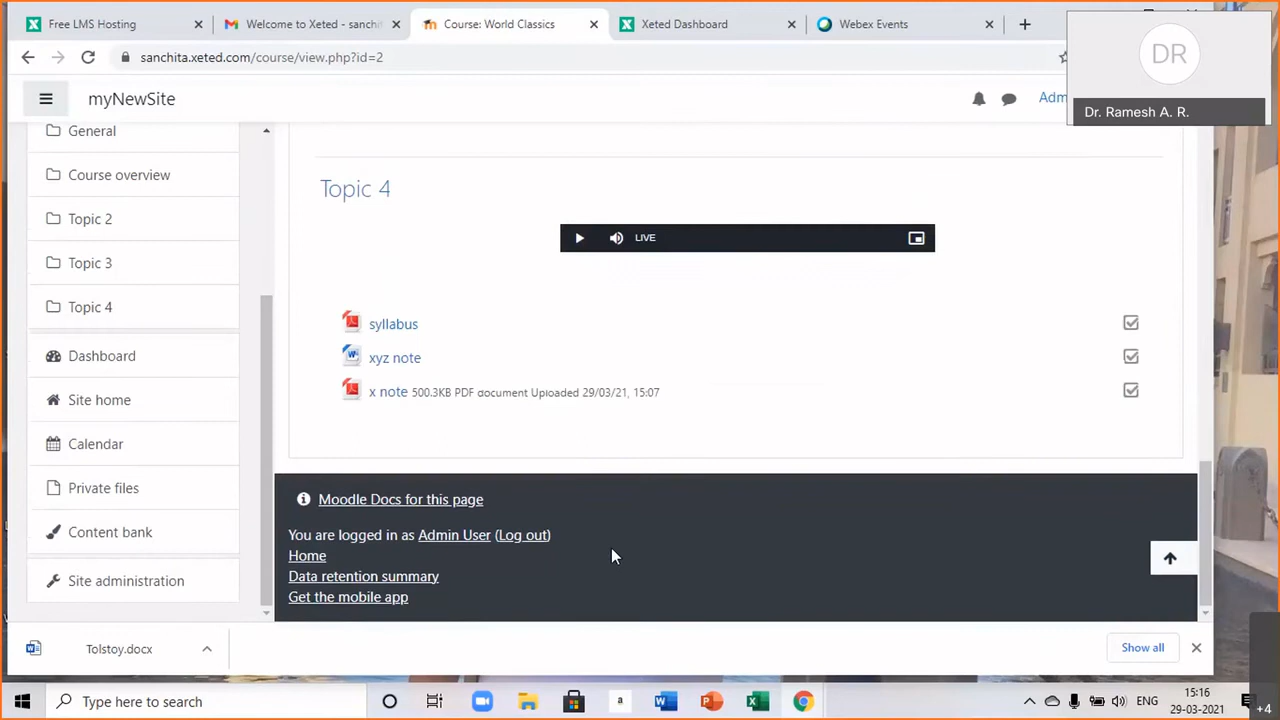 Free LMS Hosting
Welcome to Xeted - sanchi
Course: World Classics
Xeted Dashboard
Webex Events
sanchita.xeted.com/course/view.php?id=2
DR
Dr. Ramesh A. R.
myNewSite
Adm
General
Course overview
Topic 2
Topic 3
Topic 4
Dashboard
Site home
Calendar
Private files
Content bank
Site administration
Topic 4
LIVE
syllabus
xyz note
x note 500.3KB PDF document Uploaded 29/03/21, 15:07
Moodle Docs for this page
You are logged in as Admin User (Log out)
Home
Data retention summary
Get the mobile app
Tolstoy.docx
Show all
Type here to search
a
ENG
15:16
29-03-2021
+4